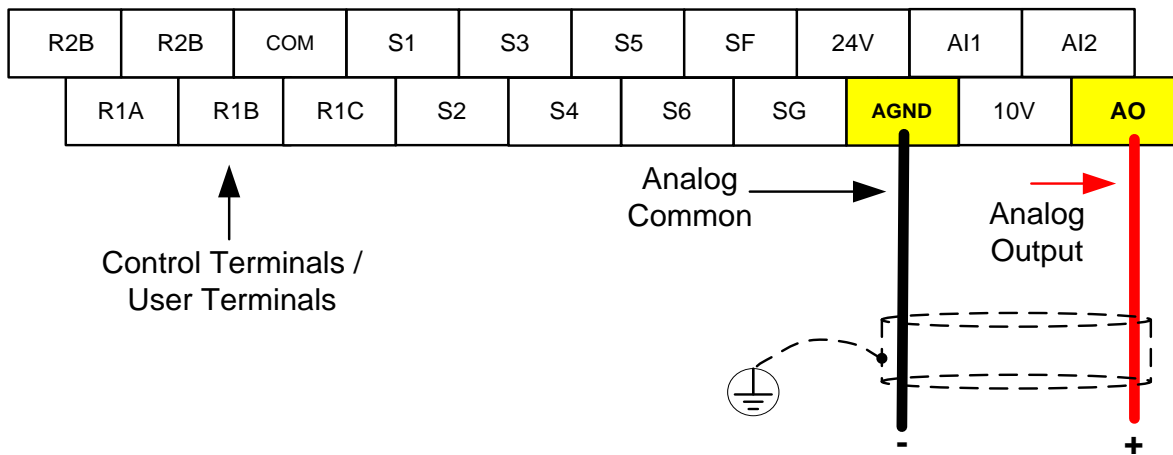 R2B R2B COM S1 S3 S5 SF 24V AI1 AI2
R1A R1B R1C S2 S4 S6 SG AGND 10V AO
Analog
Common
Analog
Output
Control Terminals /
User Terminals
- +